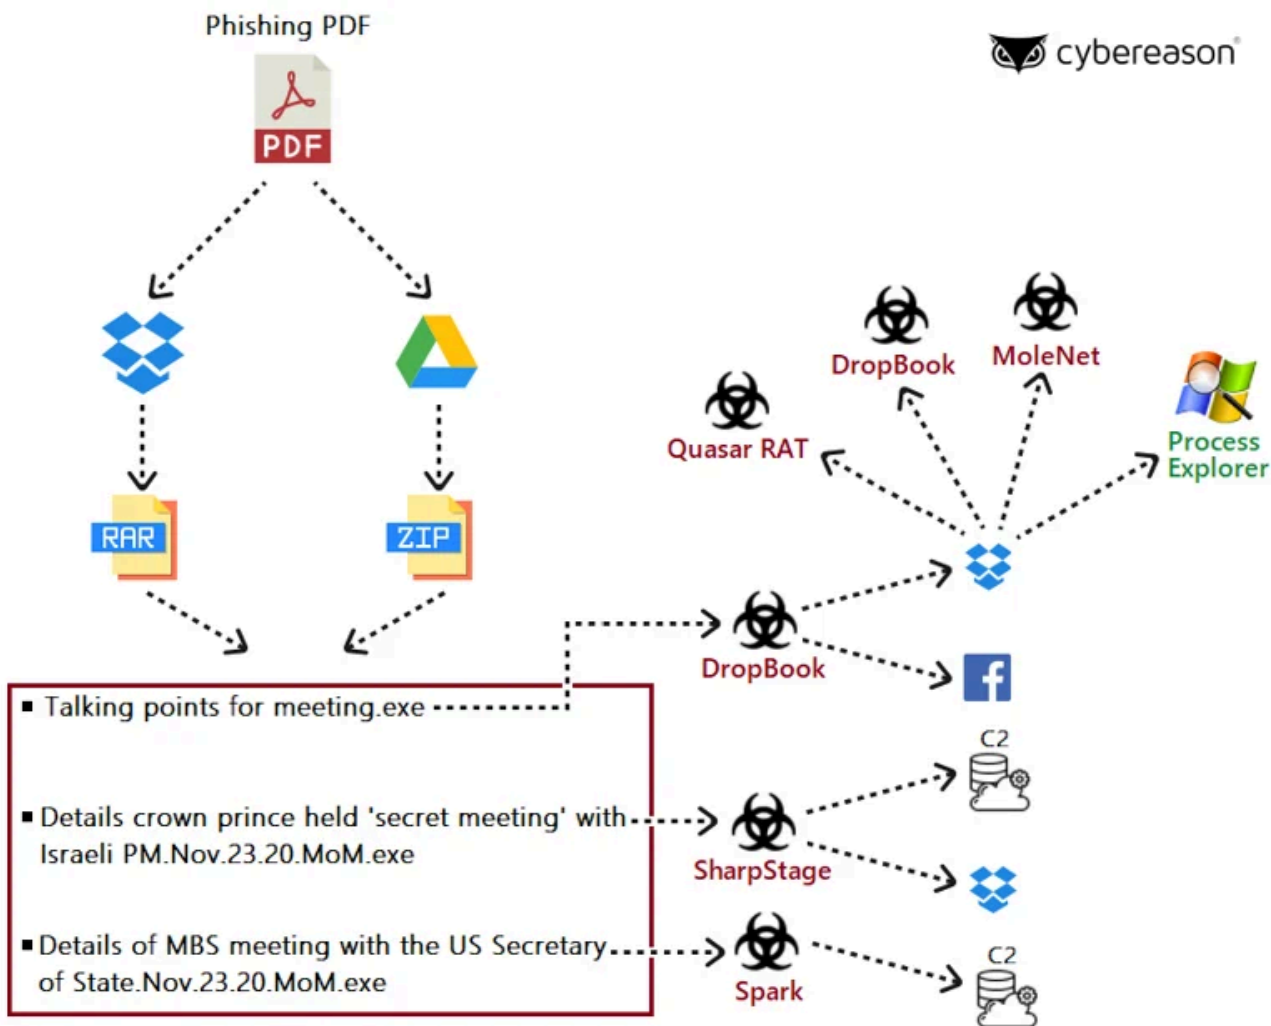 Phishing PDF
cybereason
PDF
DropBook
MoleNet
Quasar RAT
Process
Explorer
RAR
ZIP
DropBook
Talking points for meeting.exe
C2
Details crown prince held 'secret meeting' with
Israeli PM.Nov.23.20.MoM.exe
SharpStage
Details of MBS meeting with the US Secretary
of State.Nov.23.20.MoM.exe
Spark
C2